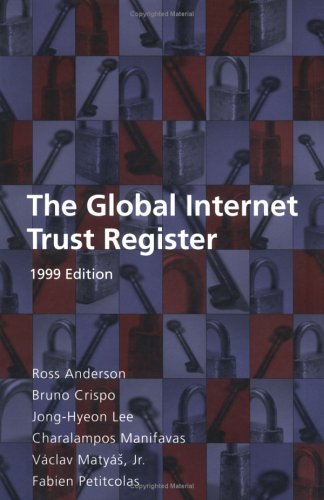 The Global Internet
Trust Register
1999 Edition
Ross Anderson
Bruno Crispo
Jong-Hyeon Lee
Charalampos Manifavas
Václav Matyáš, Jr.
Fabien Petitcolas